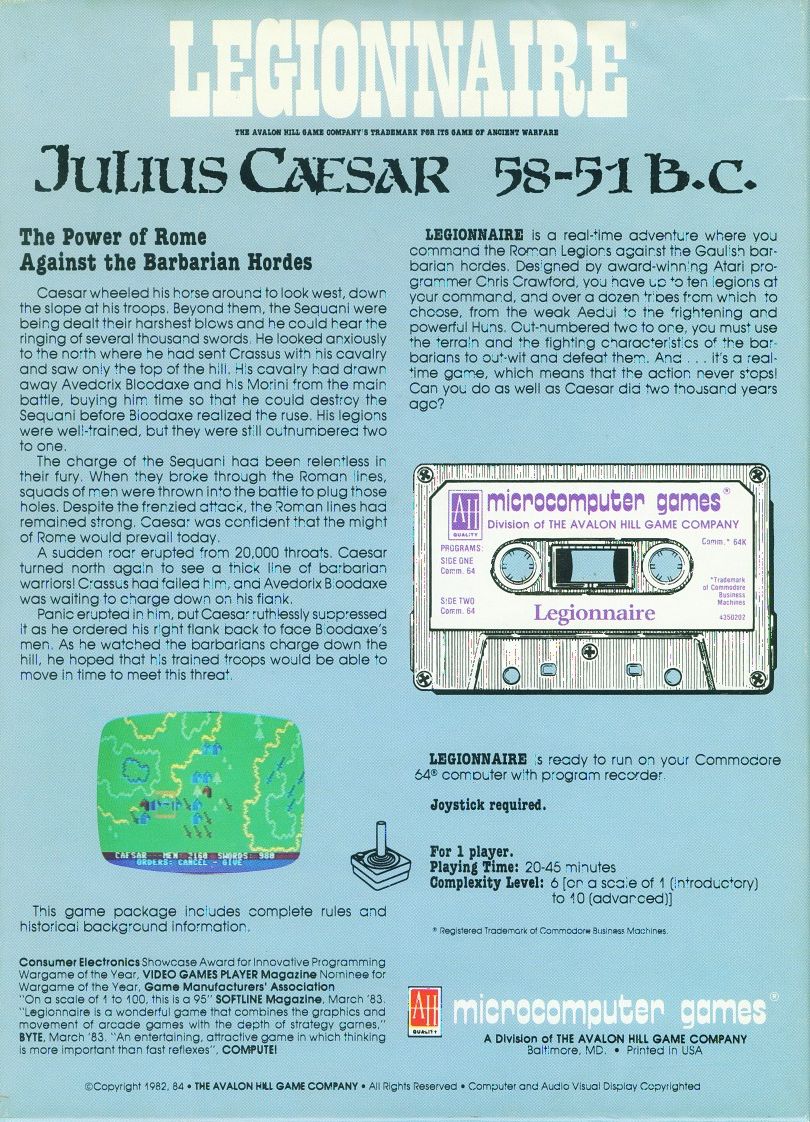 LEGIONNAIRE®
THE AVALON HILL GAME COMPANY'S TRADEMARK FOR ITS GAME OF ANCIENT WARFARE
JULIUS CAESAR 58-51 B.C.
The Power of Rome
Against the Barbarian Hordes
Caesar wheeled his horse around to look west, down
the slope at his troops. Beyond them, the Sequani were
being dealt their harshest blows and he could hear the
ringing of several thousand swords. He looked anxiously
to the north where he had sent Crassus with his cavalry
and saw only the top of the hill. His cavalry had drawn
away Avedorix Bloodaxe and his Morini from the main
battle, buying him time so that he could destroy the
Sequani before Bloodaxe realized the ruse. His legions
were well-trained, but they were still outnumbered two
to one.
The charge of the Sequani had been relentless in
their fury. When they broke through the Roman lines,
squads of men were thrown into the battle to plug those
holes. Despite the frenzied attack, the Roman lines had
remained strong. Caesar was confident that the might
of Rome would prevail today.
A sudden roar erupted from 20,000 throats. Caesar
turned north again to see a thick line of barbarian
warriors! Crassus had failed him, and Avedorix Bloodaxe
was waiting to charge down on his flank.
Panic erupted in him, but Caesar ruthlessly suppressed
it as he ordered his right flank back to face Bloodaxe's
men. As he watched the barbarians charge down the
hill, he hoped that his trained troops would be able to
move in time to meet this threat.
CAESAR MEN 2160 SWORDS 980
ORDERS: CANCEL - GIVE
This game package includes complete rules and
historical background information.
Consumer Electronics Showcase Award for Innovative Programming
Wargame of the Year, VIDEO GAMES PLAYER Magazine Nominee for
Wargame of the Year, Game Manufacturers' Association
"On a scale of 1 to 100, this is a 95" SOFTLINE Magazine, March '83.
"Legionnaire is a wonderful game that combines the graphics and
movement of arcade games with the depth of strategy games,"
BYTE, March '83. "An entertaining, attractive game in which thinking
is more important than fast reflexes", COMPUTE!
LEGIONNAIRE is a real-time adventure where you
command the Roman Legions against the Gaulish bar-
barian hordes. Designed by award-winning Atari pro-
grammer Chris Crawford, you have up to ten legions at
your command, and over a dozen tribes from which to
choose, from the weak Aedui to the frightening and
powerful Huns. Out-numbered two to one, you must use
the terrain and the fighting characteristics of the bar-
barians to out-wit and defeat them. And . . . it's a real-
time game, which means that the action never stops!
Can you do as well as Caesar did two thousand years
ago?
AH QUALITY microcomputer games®
Division of THE AVALON HILL GAME COMPANY
PROGRAMS:
SIDE ONE
Comm. 64
SIDE TWO
Comm. 64
Comm.* 64K
*Trademark
of Commodore
Business
Machines
4350202
Legionnaire
LEGIONNAIRE is ready to run on your Commodore
64® computer with program recorder.
Joystick required.
For 1 player.
Playing Time: 20-45 minutes
Complexity Level: 6 [on a scale of 1 (introductory)
to 10 (advanced)]
® Registered Trademark of Commodore Business Machines.
AH QUALITY microcomputer games®
A Division of THE AVALON HILL GAME COMPANY
Baltimore, MD. • Printed in USA
©Copyright 1982, 84 • THE AVALON HILL GAME COMPANY • All Rights Reserved • Computer and Audio Visual Display Copyrighted